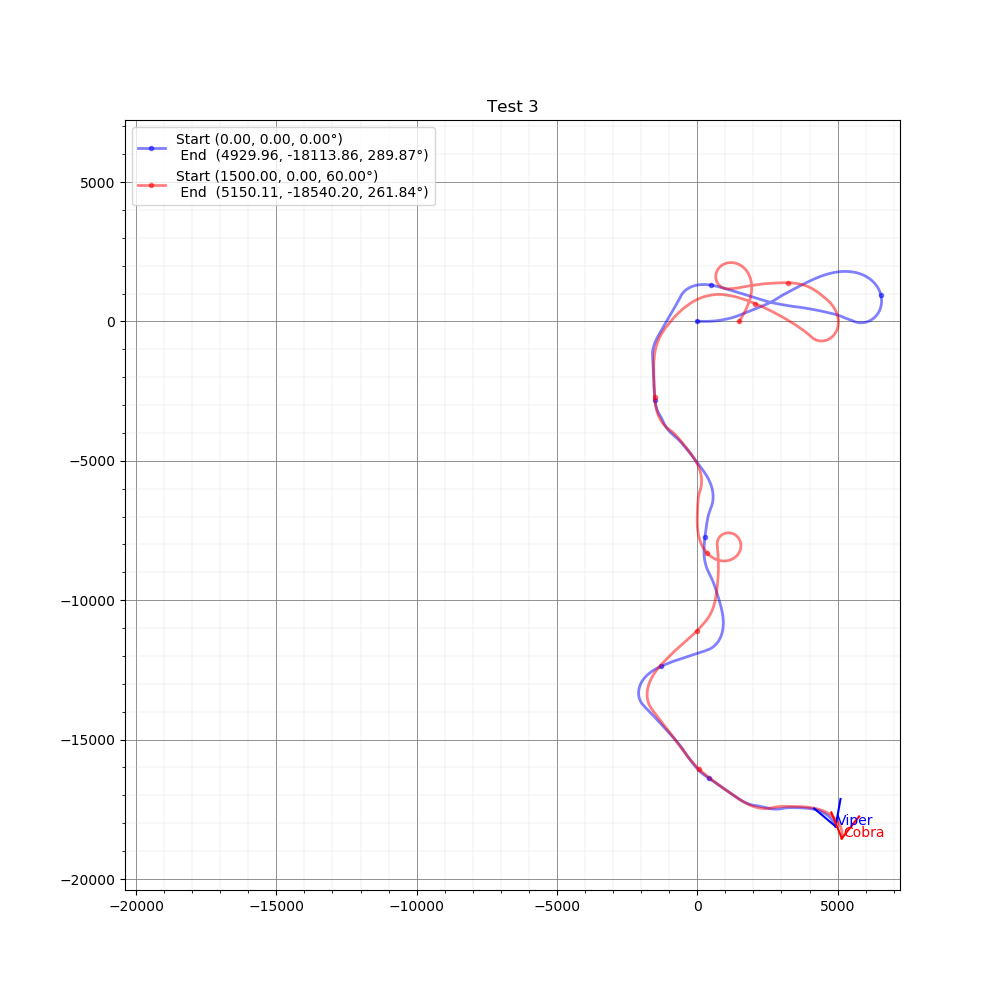 Test 3
Start (0.00, 0.00, 0.00°)
End (4929.96, -18113.86, 289.87°)
Start (1500.00, 0.00, 60.00°)
End (5150.11, -18540.20, 261.84°)
5000
0
−5000
−10000
−15000
−20000
Viper
Cobra
−20000 −15000 −10000 −5000 0 5000